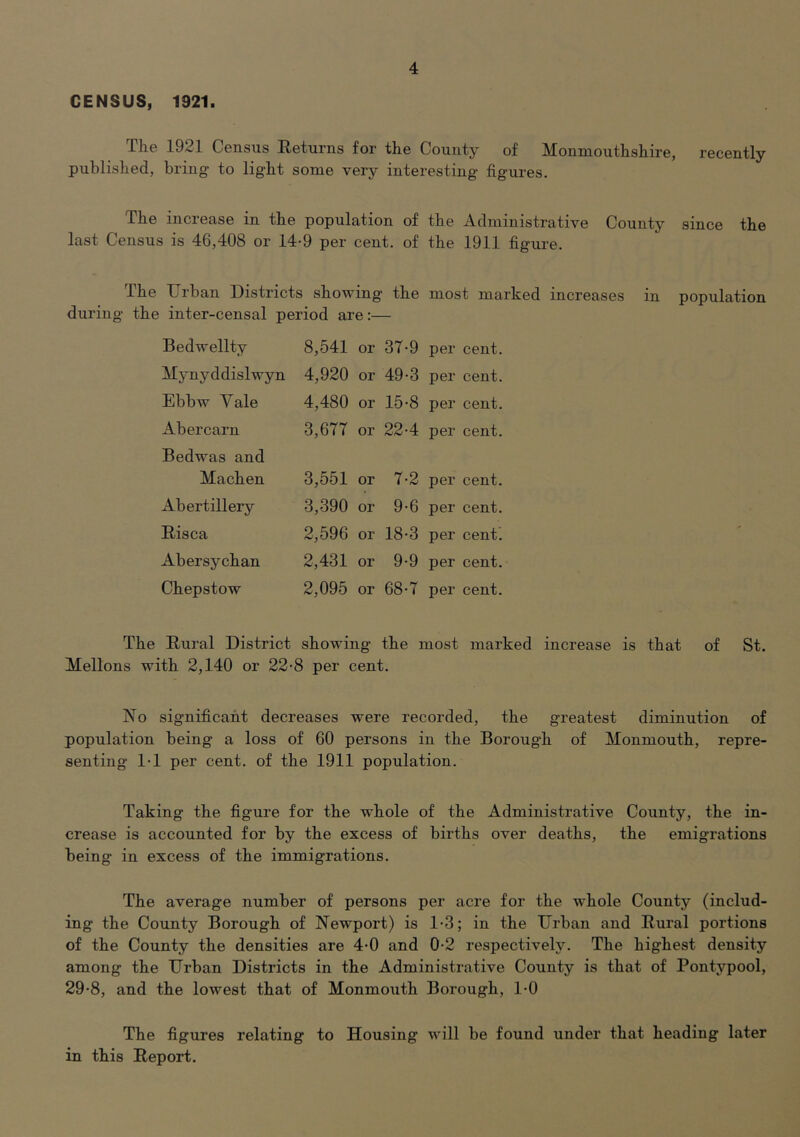 4
CENSUS, 1921.
The 1921 Census Returns for the County of Monmouthshire, recently
published, bring to light some very interesting figures.
The increase in the population of the Administrative County since the
last Census is 46,408 or 14·9 per cent. of the 1911 figure.
The Urban Districts showing the most marked increases in population
during the inter-censal period are:—
Bedwellty 8,541 or 37·9 per cent.
Mynyddislwyn 4,920 or 49·3 per cent.
Ebbw Vale 4,480 or 15·8 per cent.
Abercarn 3,677 or 22·4 per cent.
Bedwas and
Machen 3,551 or 7·2 per cent.
Abertillery 3,390 or 9·6 per cent.
Risca 2,596 or 18·3 per cent.
Abersychan 2,431 or 9·9 per cent.
Chepstow 2,095 or 68·7 per cent.
The Rural District showing the most marked increase is that of St.
Mellons with 2,140 or 22·8 per cent.
No significant decreases were recorded, the greatest diminution of
population being a loss of 60 persons in the Borough of Monmouth, repre-
senting 1·1 per cent. of the 1911 population.
Taking the figure for the whole of the Administrative County, the in-
crease is accounted for by the excess of births over deaths, the emigrations
being in excess of the immigrations.
The average number of persons per acre for the whole County (includ-
ing the County Borough of Newport) is 1·3; in the Urban and Rural portions
of the County the densities are 4·0 and 0·2 respectively. The highest density
among the Urban Districts in the Administrative County is that of Pontypool,
29·8, and the lowest that of Monmouth Borough, 1·0
The figures relating to Housing will be found under that heading later
in this Report.